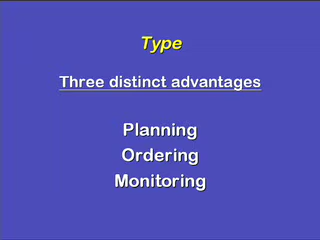 Type
Three distinct advantages
Planning
Ordering
Monitoring